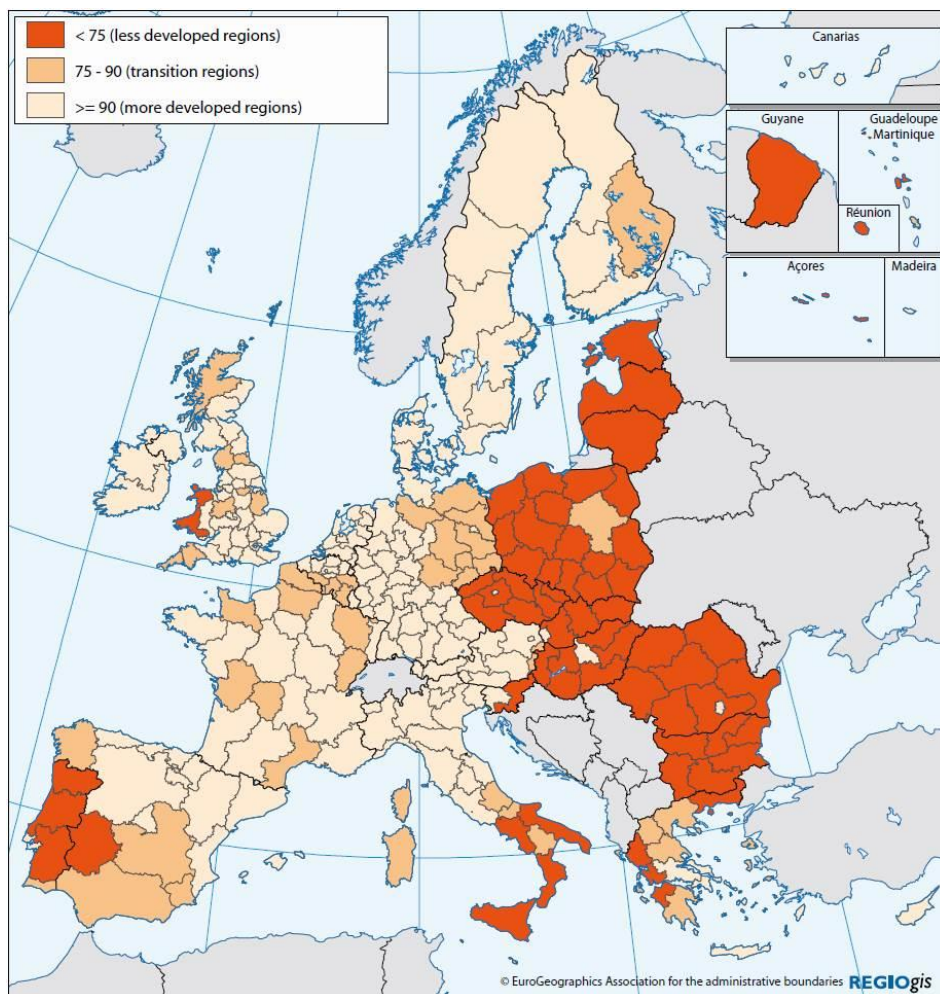 < 75 (less developed regions)
75 - 90 (transition regions)
>= 90 (more developed regions)
Canarias
Guyane
Guadeloupe
Martinique
Réunion
Açores
Madeira
© EuroGeographics Association for the administrative boundaries REGIOgis